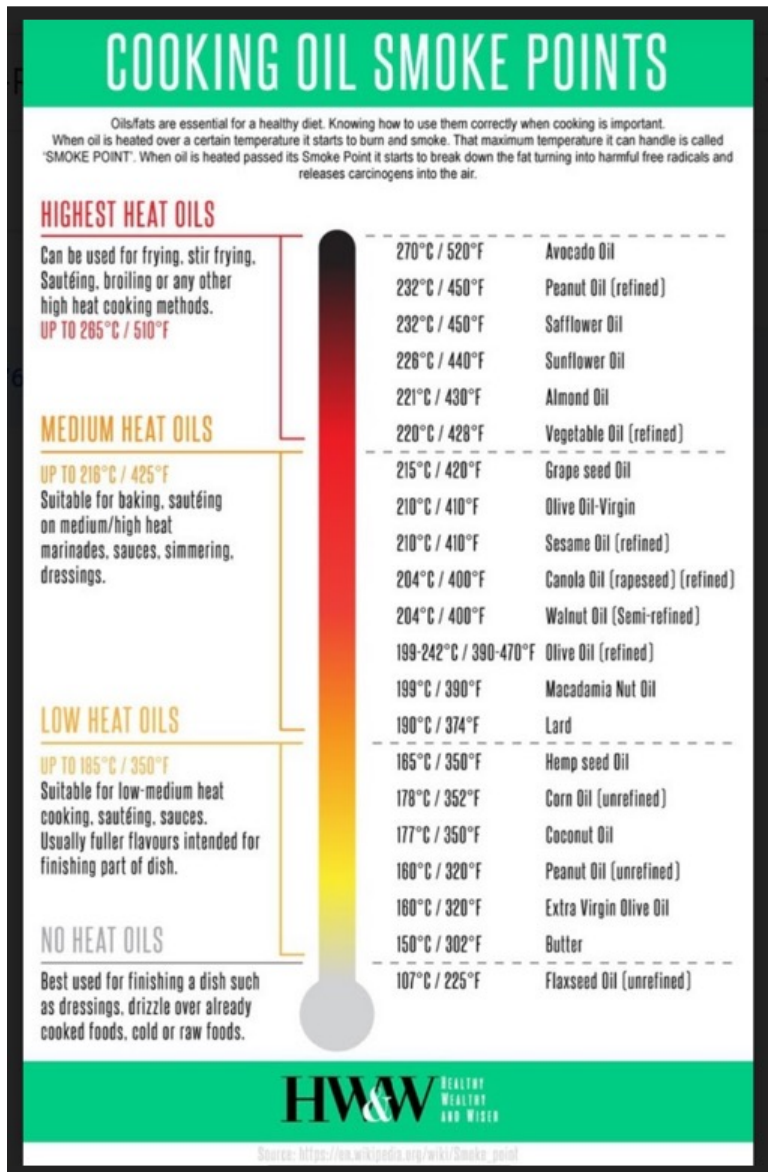 COOKING OIL SMOKE POINTS
Oils/fats are essential for a healthy diet. Knowing how to use them correctly when cooking is important.
When oil is heated over a certain temperature it starts to burn and smoke. That maximum temperature it can handle is called
'SMOKE POINT'. When oil is heated passed its Smoke Point it starts to break down the fat turning into harmful free radicals and
releases carcinogens into the air.
HIGHEST HEAT OILS
Can be used for frying, stir frying,
Sautéing, broiling or any other
high heat cooking methods.
UP TO 265°C / 510°F
MEDIUM HEAT OILS
UP TO 216°C / 425°F
Suitable for baking, sautéing
on medium/high heat
marinades, sauces, simmering,
dressings.
LOW HEAT OILS
UP TO 185°C / 350°F
Suitable for low-medium heat
cooking, sautéing, sauces.
Usually fuller flavours intended for
finishing part of dish.
NO HEAT OILS
Best used for finishing a dish such
as dressings, drizzle over already
cooked foods, cold or raw foods.
270°C / 520°F Avocado Oil
232°C / 450°F Peanut Oil (refined)
232°C / 450°F Safflower Oil
226°C / 440°F Sunflower Oil
221°C / 430°F Almond Oil
220°C / 428°F Vegetable Oil (refined)
215°C / 420°F Grape seed Oil
210°C / 410°F Olive Oil-Virgin
210°C / 410°F Sesame Oil (refined)
204°C / 400°F Canola Oil (rapeseed) (refined)
204°C / 400°F Walnut Oil (Semi-refined)
199-242°C / 390-470°F Olive Oil (refined)
199°C / 390°F Macadamia Nut Oil
190°C / 374°F Lard
165°C / 350°F Hemp seed Oil
178°C / 352°F Corn Oil (unrefined)
177°C / 350°F Coconut Oil
160°C / 320°F Peanut Oil (unrefined)
160°C / 320°F Extra Virgin Olive Oil
150°C / 302°F Butter
107°C / 225°F Flaxseed Oil (unrefined)
HW&W
HEALTHY
WEALTHY
AND WISER
Source: https://en.wikipedia.org/wiki/Smoke_point